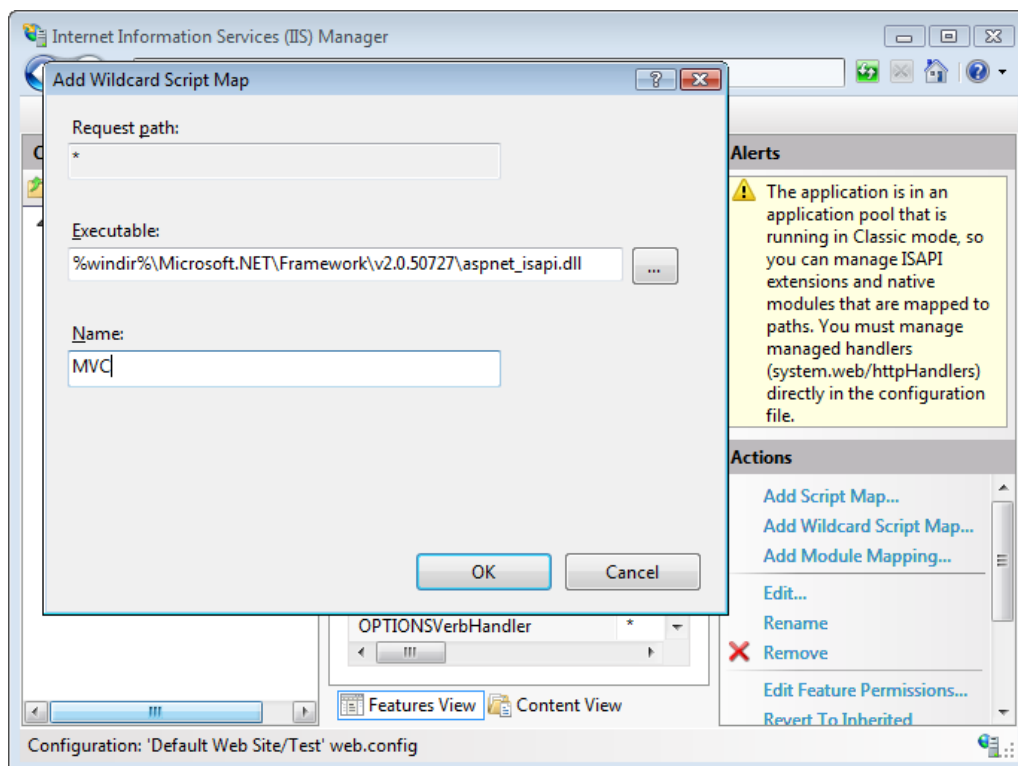 Internet Information Services (IIS) Manager
Add Wildcard Script Map
Request path:
*
Executable:
%windir%\Microsoft.NET\Framework\v2.0.50727\aspnet_isapi.dll
...
Name:
MVC
OK
Cancel
C
Alerts
The application is in an
application pool that is
running in Classic mode, so
you can manage ISAPI
extensions and native
modules that are mapped to
paths. You must manage
managed handlers
(system.web/httpHandlers)
directly in the configuration
file.
Actions
Add Script Map...
Add Wildcard Script Map...
Add Module Mapping...
Edit...
Rename
Remove
Edit Feature Permissions...
Revert To Inherited
OPTIONSVerbHandler *
Features View
Content View
Configuration: 'Default Web Site/Test' web.config